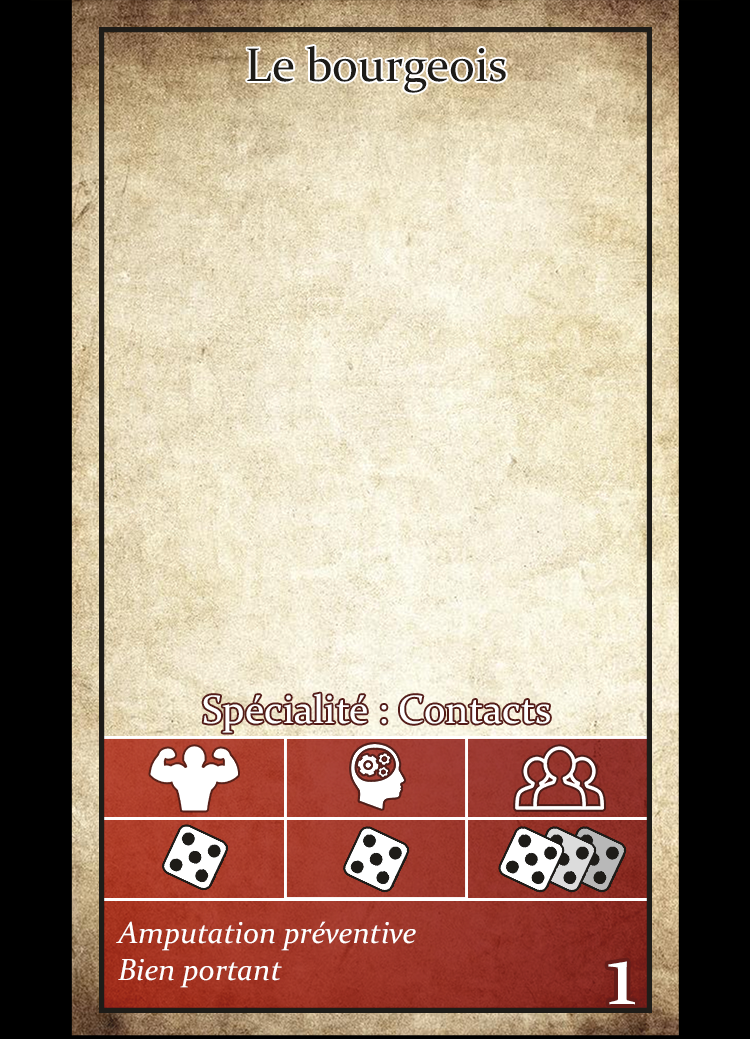 Le bourgeois
Spécialité : Contacts
Amputation préventive
Bien portant
1